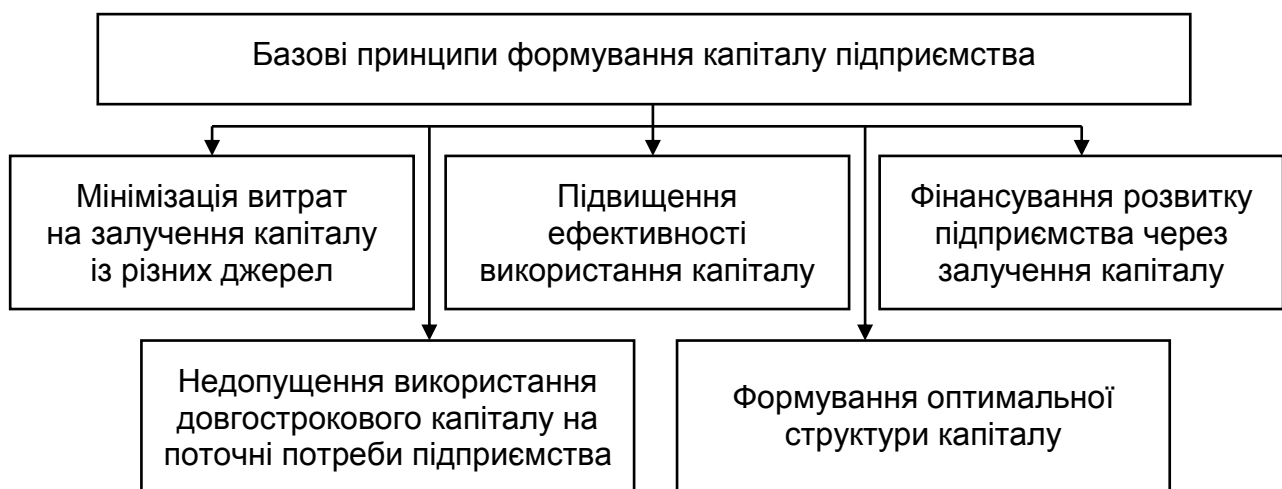 Базові принципи формування капіталу підприємства
Мінімізація витрат
на залучення капіталу
із різних джерел
Підвищення
ефективності
використання капіталу
Фінансування розвитку
підприємства через
залучення капіталу
Недопущення використання
довгострокового капіталу на
поточні потреби підприємства
Формування оптимальної
структури капіталу